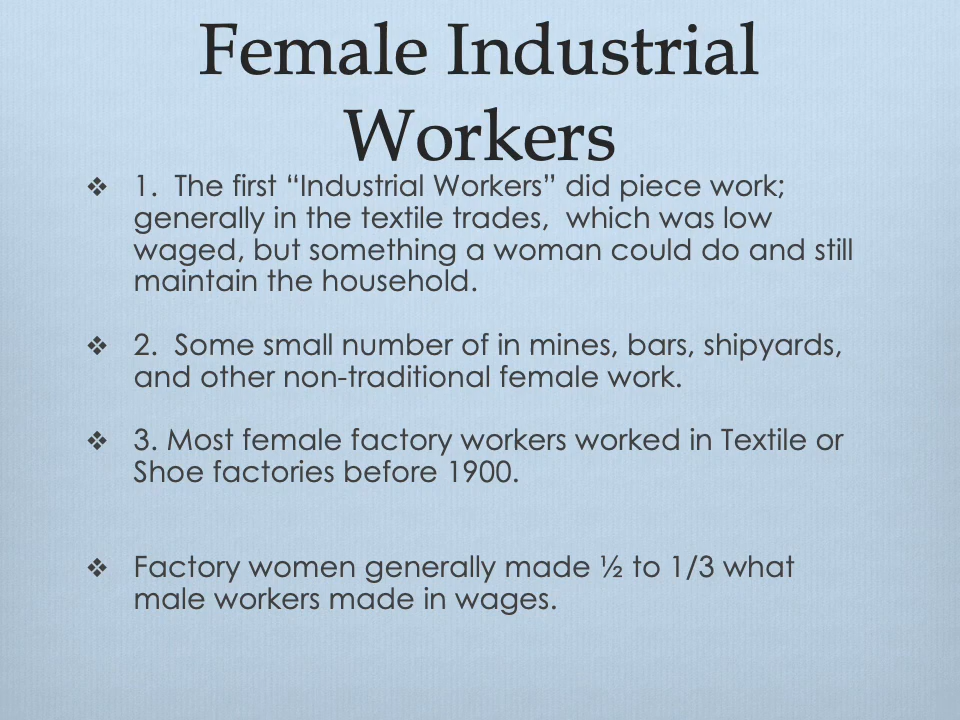 Female Industrial
Workers
❖ 1.  The first “Industrial Workers” did piece work;
generally in the textile trades,  which was low
waged, but something a woman could do and still
maintain the household.
❖ 2.  Some small number of in mines, bars, shipyards,
and other non-traditional female work.
❖ 3. Most female factory workers worked in Textile or
Shoe factories before 1900.
❖ Factory women generally made ½ to 1/3 what
male workers made in wages.